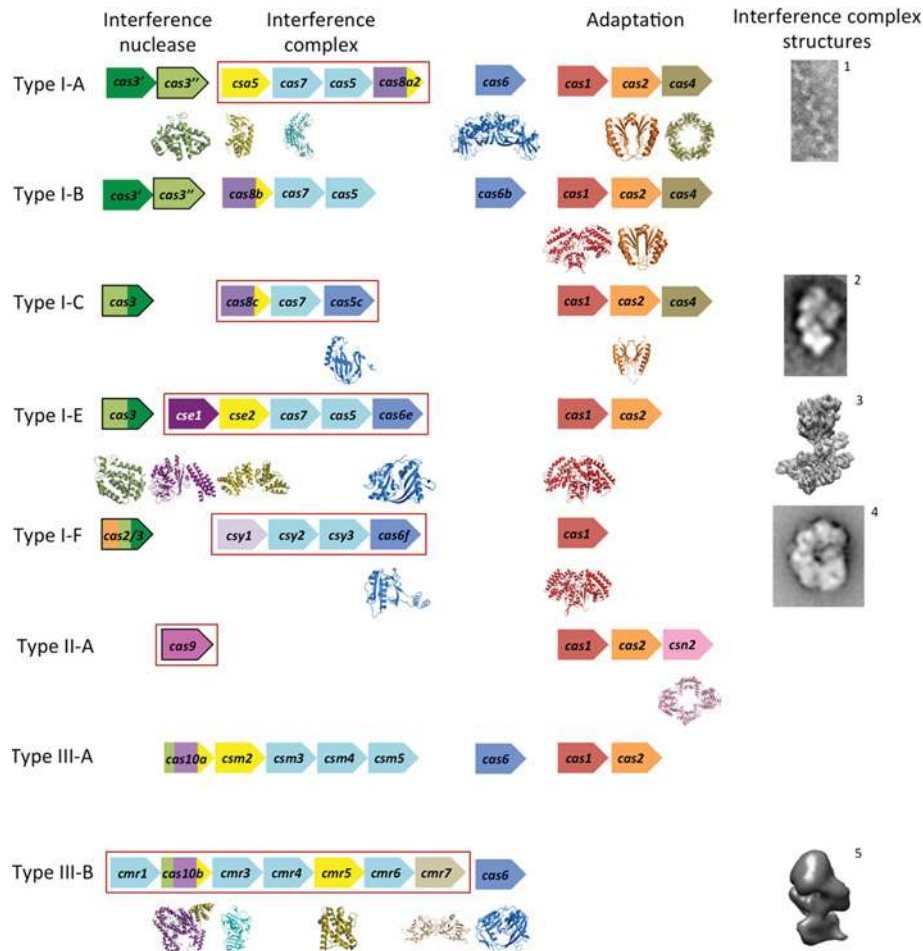 Interference nuclease
Interference complex
Adaptation
Interference complex structures
Type I-A
cas3' cas3'' csa5 cas7 cas5 cas8a2 cas6 cas1 cas2 cas4
1
Type I-B
cas3' cas3'' cas8b cas7 cas5 cas6b cas1 cas2 cas4
Type I-C
cas3 cas8c cas7 cas5c cas1 cas2 cas4
2
Type I-E
cas3 cse1 cse2 cas7 cas5 cas6e cas1 cas2
3
Type I-F
cas2/3 csy1 csy2 csy3 cas6f cas1
4
Type II-A
cas9 cas1 cas2 csn2
Type III-A
cas10a csm2 csm3 csm4 csm5 cas6 cas1 cas2
Type III-B
cmr1 cas10b cmr3 cmr4 cmr5 cmr6 cmr7 cas6
5